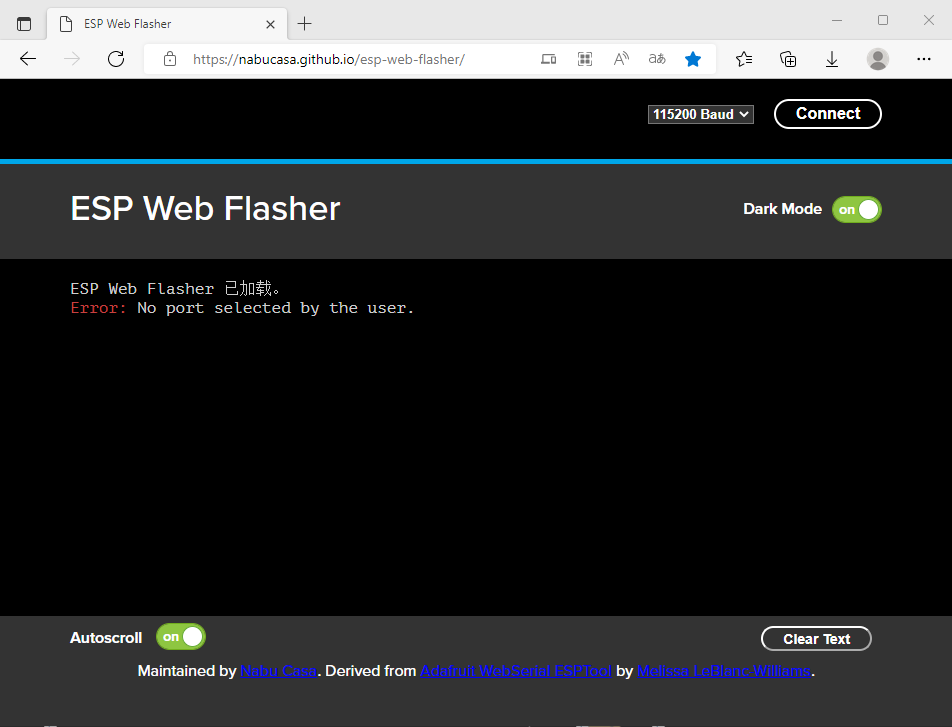 ESP Web Flasher
https://nabucasa.github.io/esp-web-flasher/
115200 Baud
Connect
ESP Web Flasher
Dark Mode on
ESP Web Flasher 已加载。
Error: No port selected by the user.
Autoscroll on
Clear Text
Maintained by Nabu Casa. Derived from Adafruit WebSerial ESPTool by Melissa LeBlanc-Williams.